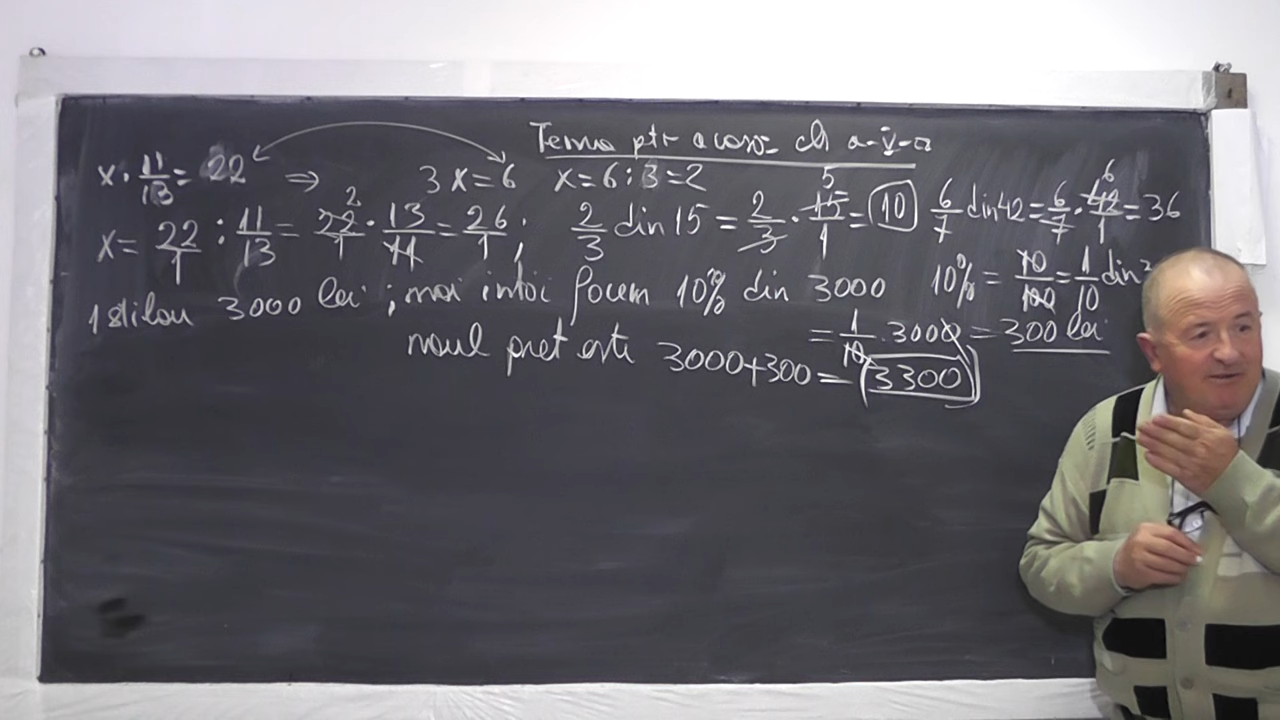 Tema ptr acasa cls a-V-a
x · 11/13 = 22 ⇒ 3x = 6 x = 6 : 3 = 2
x = 22/1 : 11/13 = 22/1 · 13/11 = 26/1 ; 2/3 din 15 = 2/3 · 15/1 = 10 6/7 din 42 = 6/7 · 42/1 = 36
1 stilou 3000 lei ; mai intoi facem 10% din 3000 10% = 10/100 = 1/10 din
= 1/10 · 3000 = 300 lei
noul pret este 3000 + 300 = 3300